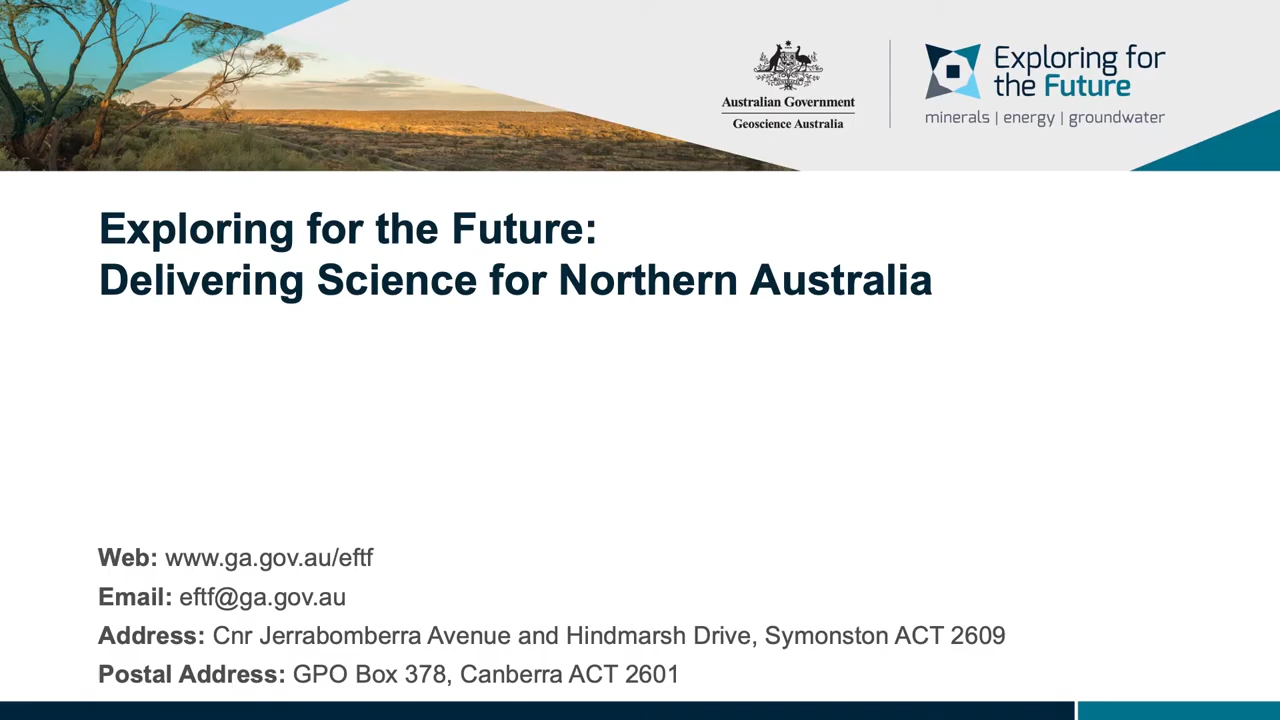 Australian Government
Geoscience Australia
Exploring for
the Future
minerals | energy | groundwater
Exploring for the Future:
Delivering Science for Northern Australia
Web: www.ga.gov.au/eftf
Email: eftf@ga.gov.au
Address: Cnr Jerrabomberra Avenue and Hindmarsh Drive, Symonston ACT 2609
Postal Address: GPO Box 378, Canberra ACT 2601